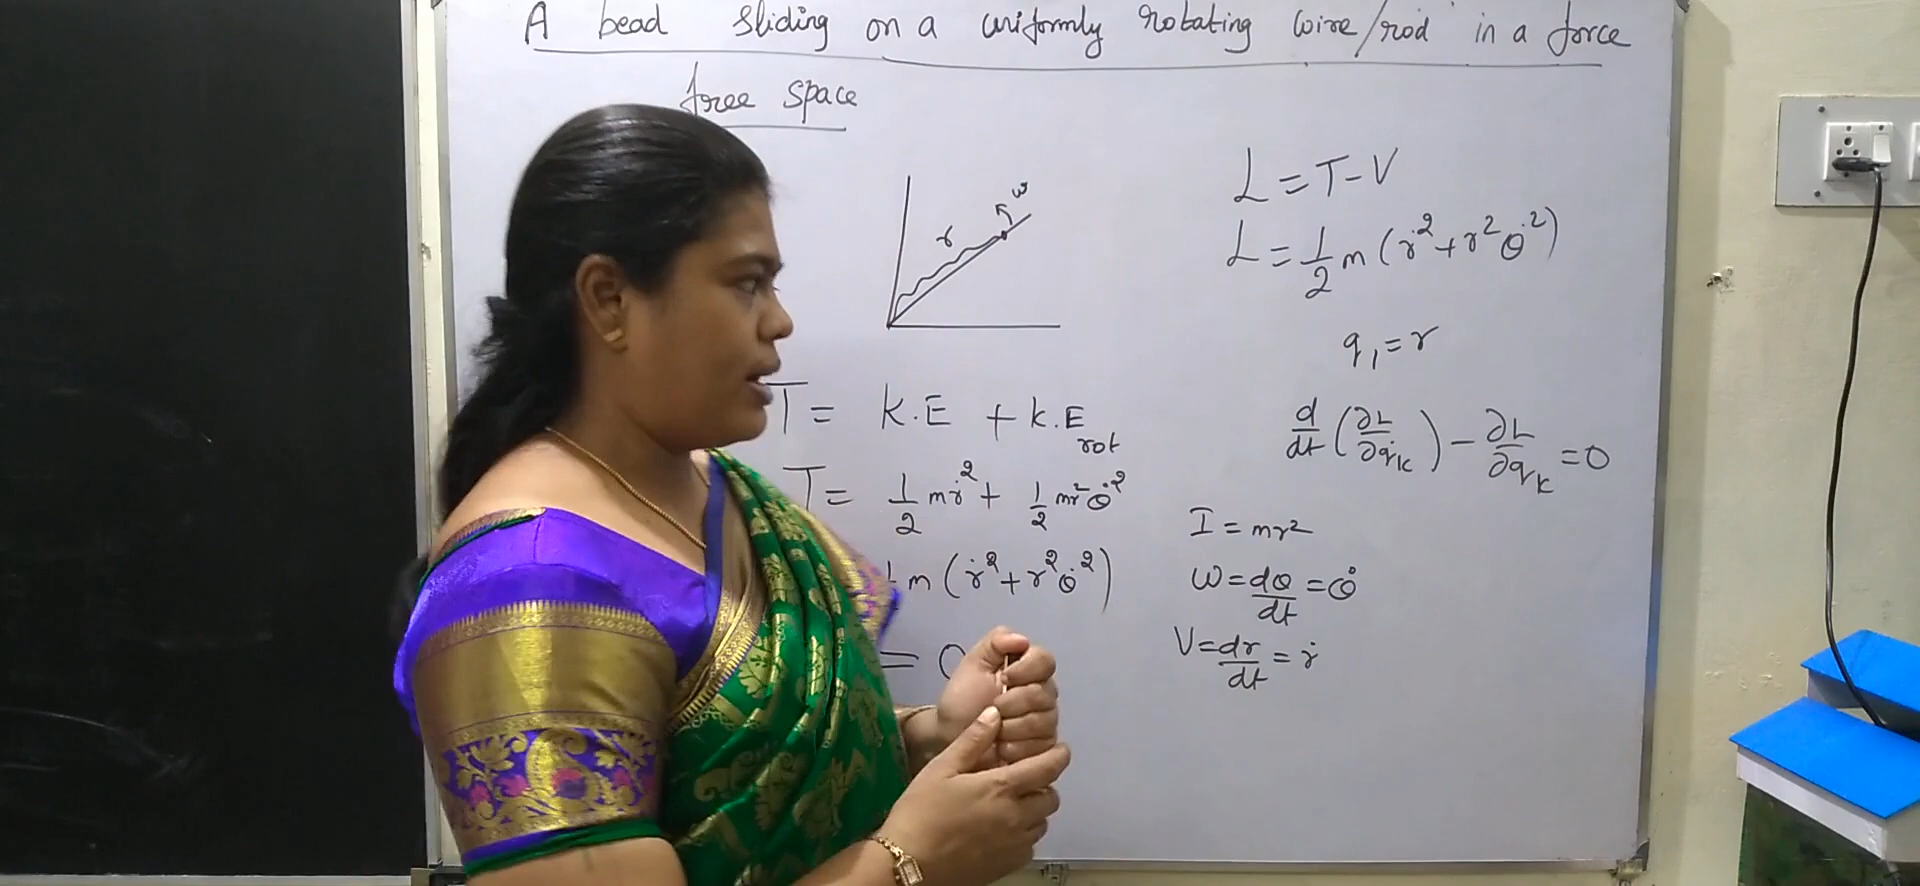 A bead sliding on a uniformly rotating wire/rod in a force
free space
ω
r
T = K.E + K.E rot
T = 1/2 mṙ² + 1/2 mr²θ̇²
m (ṙ² + r²θ̇²)
= 0
L = T - V
L = 1/2 m (ṙ² + r²θ̇²)
q₁ = r
d/dt (∂L/∂q̇ₖ) - ∂L/∂qₖ = 0
I = mr²
ω = dθ/dt = θ̇
V = dr/dt = ṙ